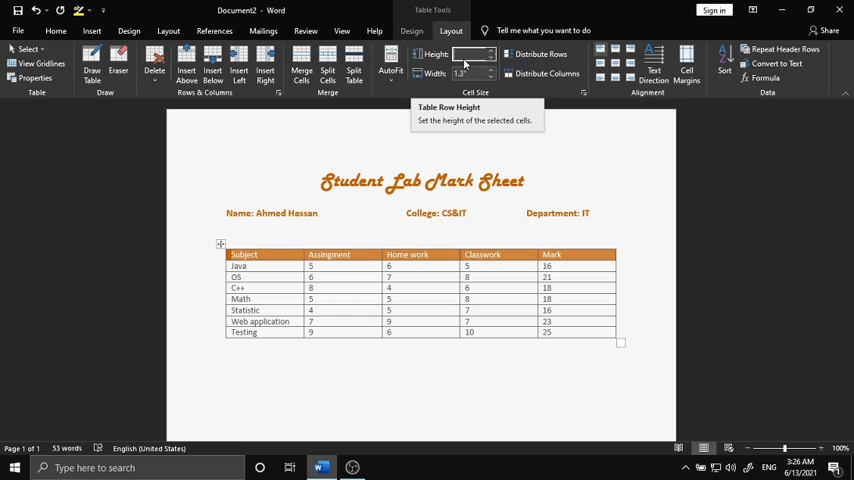 Document2 - Word
Table Tools
Sign in
File
Home
Insert
Design
Layout
References
Mailings
Review
View
Help
Design
Layout
Tell me what you want to do
Share
Select
View Gridlines
Properties
Table
Draw Table
Eraser
Delete
Insert Above
Insert Below
Insert Left
Insert Right
Rows & Columns
Merge Cells
Split Cells
Split Table
Merge
AutoFit
Height:
Width: 1.3"
Distribute Rows
Distribute Columns
Cell Size
Text Direction
Cell Margins
Alignment
Sort
Repeat Header Rows
Convert to Text
Formula
Data
Table Row Height
Set the height of the selected cells.
Student Lab Mark Sheet
Name: Ahmed Hassan College: CS&IT Department: IT
Subject Assingment Home work Classwork Mark
Java 5 6 5 16
OS 6 7 8 21
C++ 8 4 6 18
Math 5 5 8 18
Statistic 4 5 7 16
Web application 7 9 7 23
Testing 9 6 10 25
Page 1 of 1 53 words English (United States) 100%
Type here to search
ENG
3:26 AM
6/13/2021